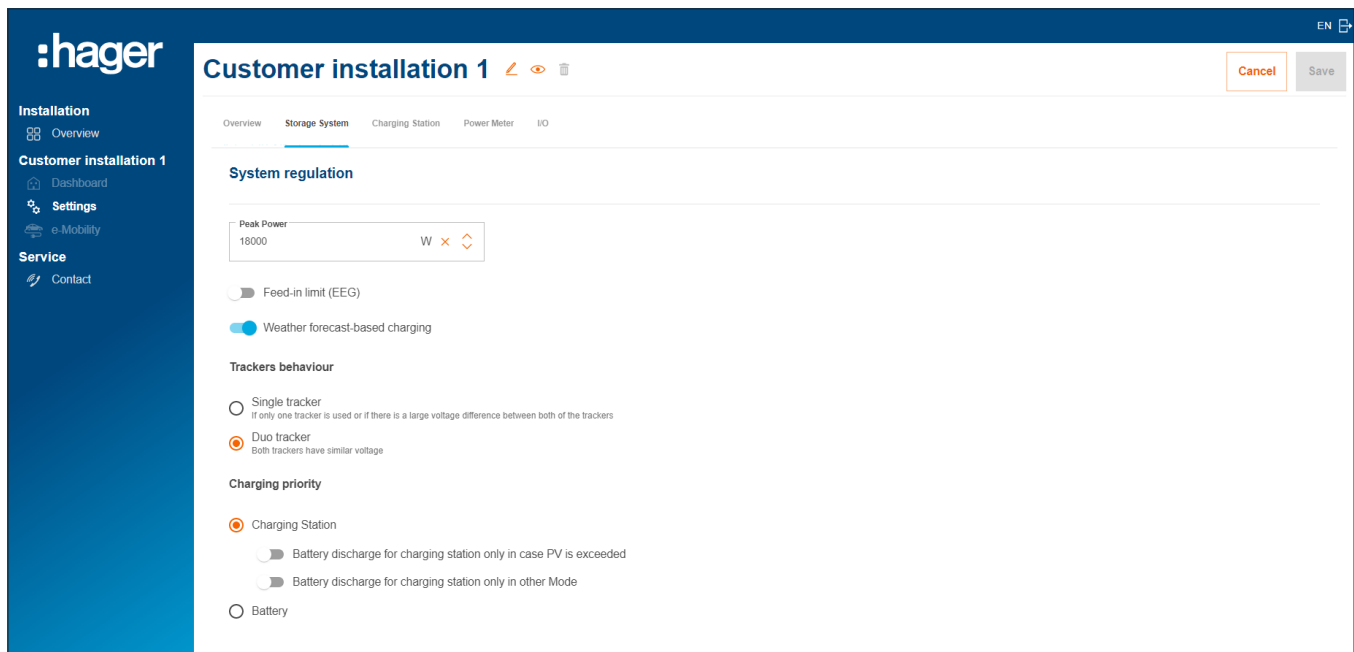 EN
:hager
Customer installation 1
Cancel
Save
Installation
Overview
Customer installation 1
Dashboard
Settings
e-Mobility
Service
Contact
Overview Storage System Charging Station Power Meter I/O
System regulation
Peak Power
18000 W
Feed-in limit (EEG)
Weather forecast-based charging
Trackers behaviour
Single tracker
If only one tracker is used or if there is a large voltage difference between both of the trackers
Duo tracker
Both trackers have similar voltage
Charging priority
Charging Station
Battery discharge for charging station only in case PV is exceeded
Battery discharge for charging station only in other Mode
Battery